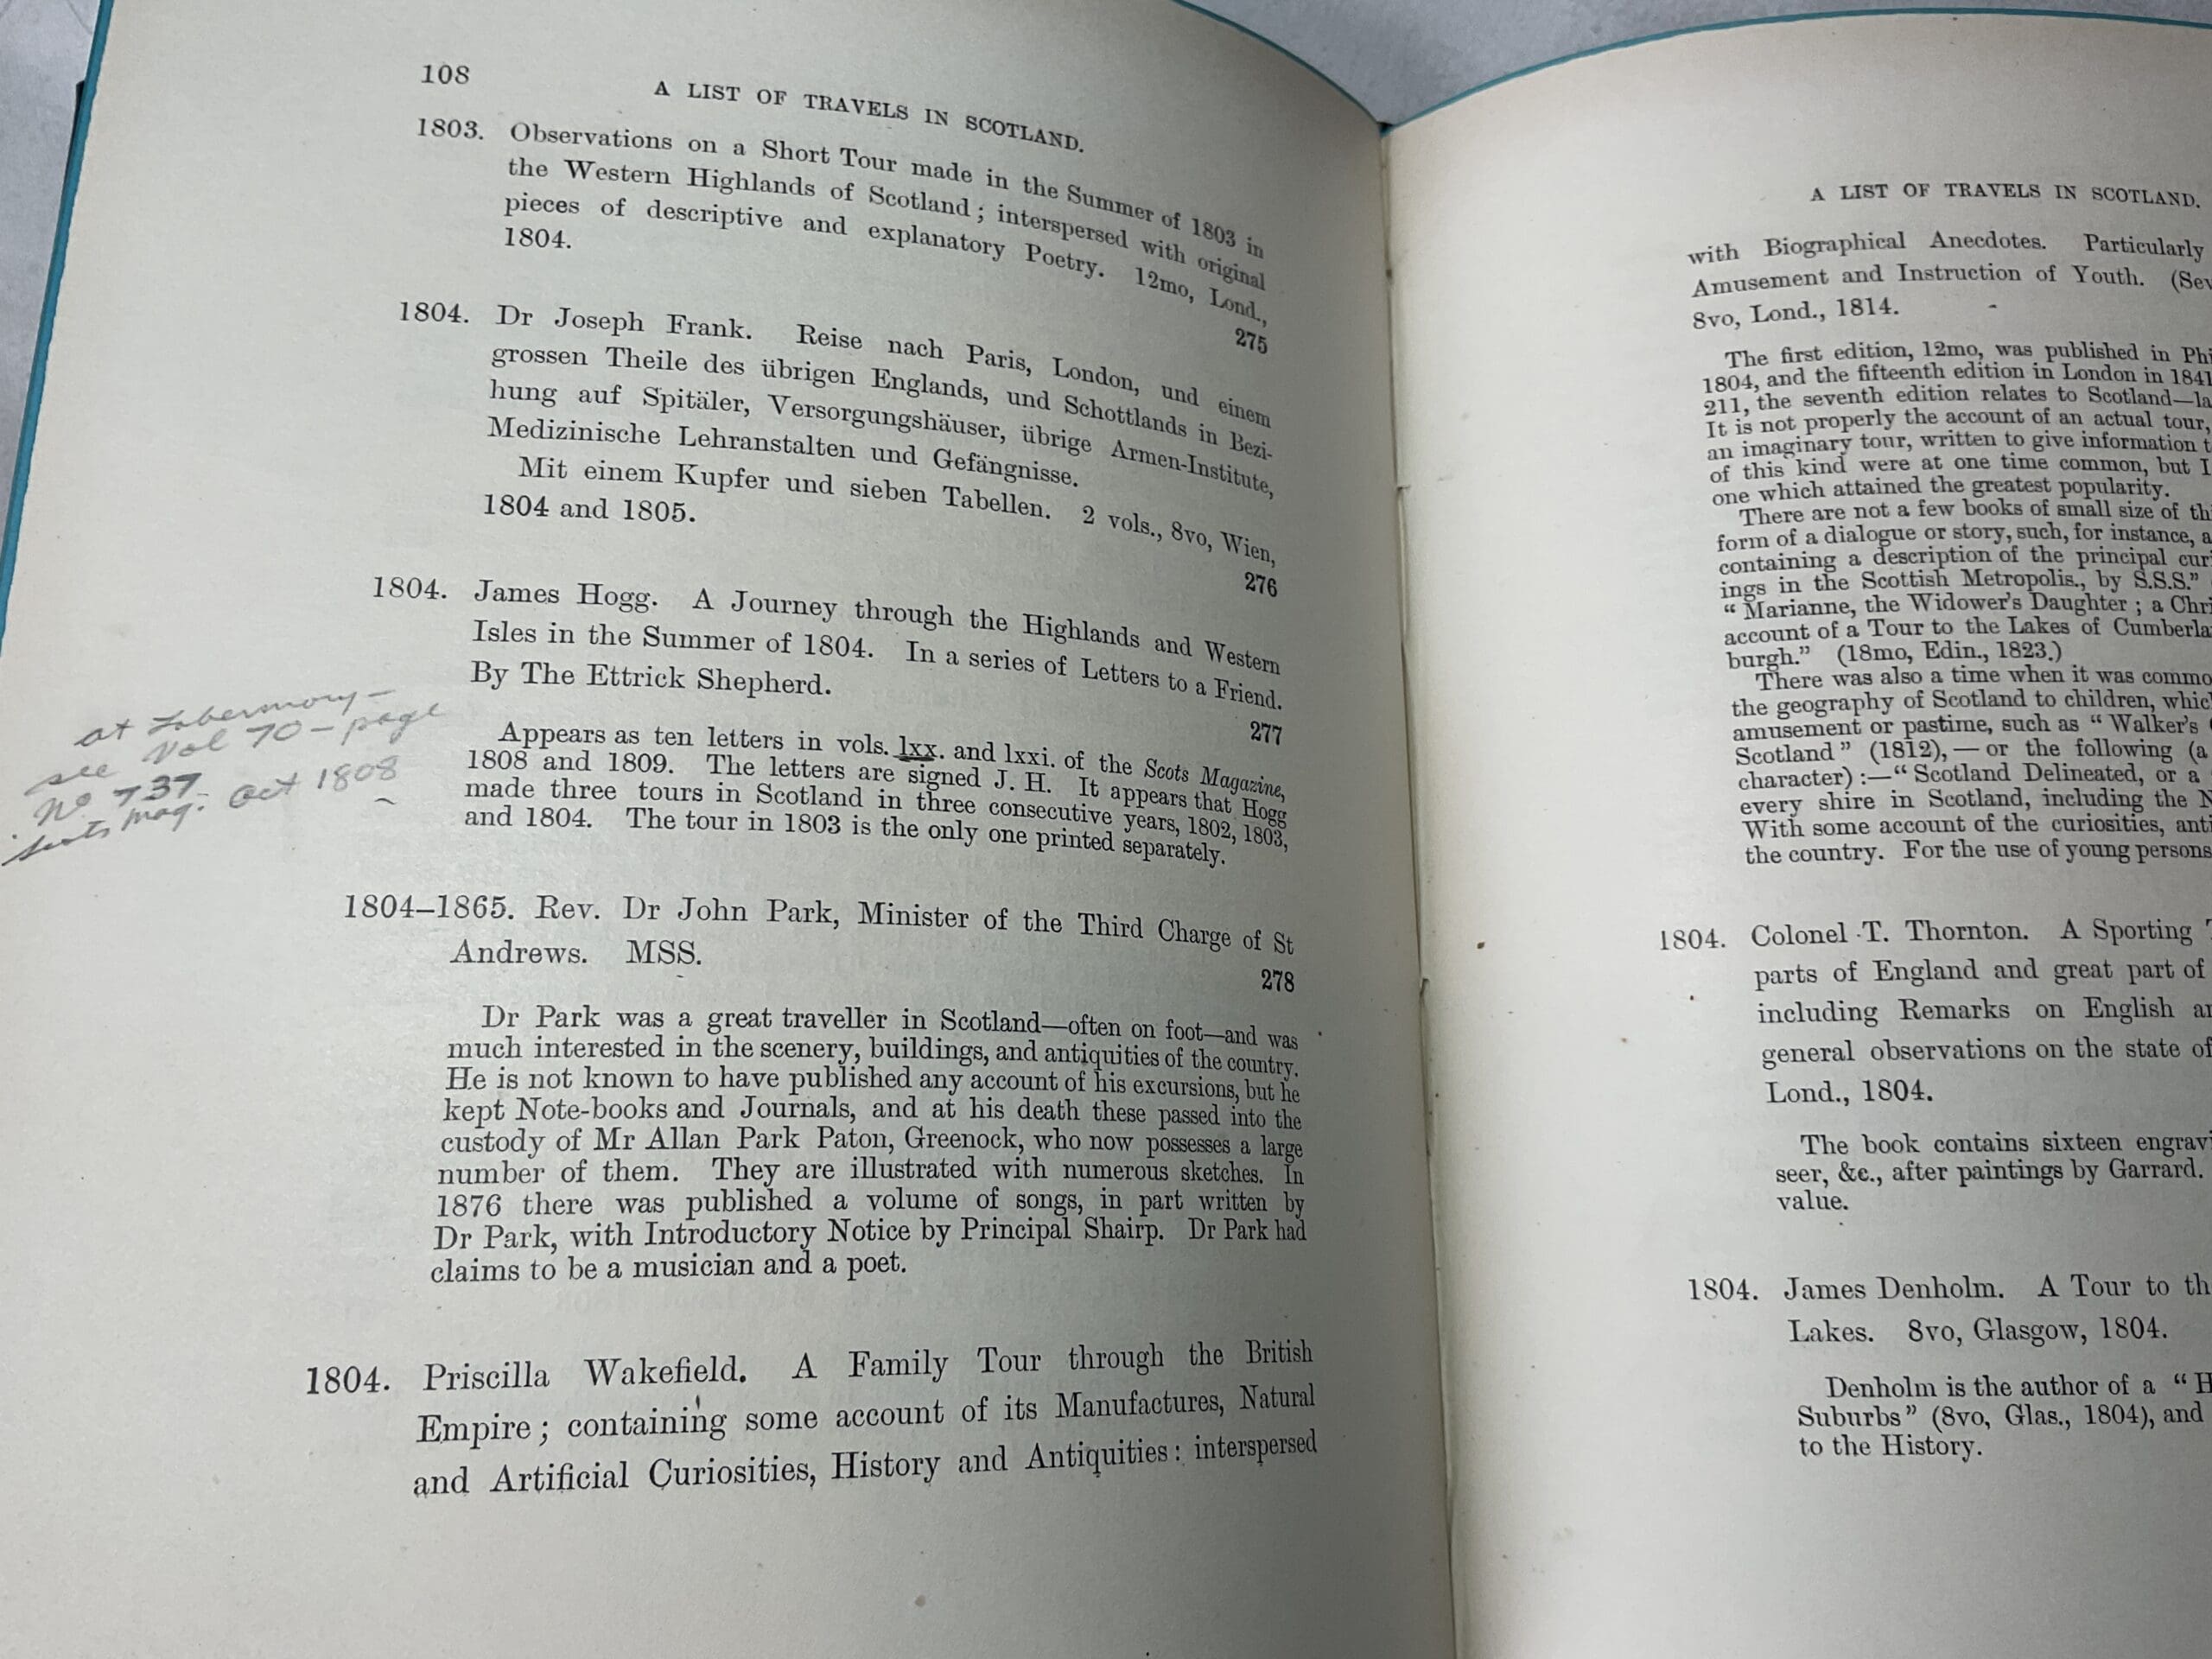 108
A LIST OF TRAVELS IN SCOTLAND.
1803. Observations on a Short Tour made in the Summer of 1803 in
the Western Highlands of Scotland ; interspersed with original
pieces of descriptive and explanatory Poetry. 12mo, Lond.,
1804.
275
1804. Dr Joseph Frank. Reise nach Paris, London, und einem
grossen Theile des übrigen Englands, und Schottlands in Bezi-
hung auf Spitäler, Versorgungshäuser, übrige Armen-Institute,
Medizinische Lehranstalten und Gefängnisse.
Mit einem Kupfer und sieben Tabellen. 2 vols., 8vo, Wien,
1804 and 1805.
276
1804. James Hogg. A Journey through the Highlands and Western
Isles in the Summer of 1804. In a series of Letters to a Friend.
By The Ettrick Shepherd.
277
Appears as ten letters in vols. lxx. and lxxi. of the Scots Magazine,
1808 and 1809. The letters are signed J. H. It appears that Hogg
made three tours in Scotland in three consecutive years, 1802, 1803,
and 1804. The tour in 1803 is the only one printed separately.
at Tobermory —
see Vol 70 — page
No 737
Scots Mag. Oct 1808
1804–1865. Rev. Dr John Park, Minister of the Third Charge of St
Andrews. MSS.
278
Dr Park was a great traveller in Scotland—often on foot—and was
much interested in the scenery, buildings, and antiquities of the country.
He is not known to have published any account of his excursions, but he
kept Note-books and Journals, and at his death these passed into the
custody of Mr Allan Park Paton, Greenock, who now possesses a large
number of them. They are illustrated with numerous sketches. In
1876 there was published a volume of songs, in part written by
Dr Park, with Introductory Notice by Principal Shairp. Dr Park had
claims to be a musician and a poet.
1804. Priscilla Wakefield. A Family Tour through the British
Empire ; containing some account of its Manufactures, Natural
and Artificial Curiosities, History and Antiquities : interspersed
A LIST OF TRAVELS IN SCOTLAND.
with Biographical Anecdotes. Particularly
Amusement and Instruction of Youth. (Sev
8vo, Lond., 1814.
The first edition, 12mo, was published in Phi
1804, and the fifteenth edition in London in 1841
211, the seventh edition relates to Scotland—la
It is not properly the account of an actual tour,
an imaginary tour, written to give information t
of this kind were at one time common, but I
one which attained the greatest popularity.
There are not a few books of small size of th
form of a dialogue or story, such, for instance, a
containing a description of the principal cur
ings in the Scottish Metropolis., by S.S.S."
“ Marianne, the Widower's Daughter ; a Chri
account of a Tour to the Lakes of Cumberla
burgh.” (18mo, Edin., 1823.)
There was also a time when it was commo
the geography of Scotland to children, whic
amusement or pastime, such as “ Walker's
Scotland ” (1812),—or the following (a
character) :—“ Scotland Delineated, or a
every shire in Scotland, including the N
With some account of the curiosities, anti
the country. For the use of young persons
1804. Colonel T. Thornton. A Sporting T
parts of England and great part of
including Remarks on English a
general observations on the state of
Lond., 1804.
The book contains sixteen engravi
seer, &c., after paintings by Garrard.
value.
1804. James Denholm. A Tour to th
Lakes. 8vo, Glasgow, 1804.
Denholm is the author of a “ H
Suburbs ” (8vo, Glas., 1804), and
to the History.